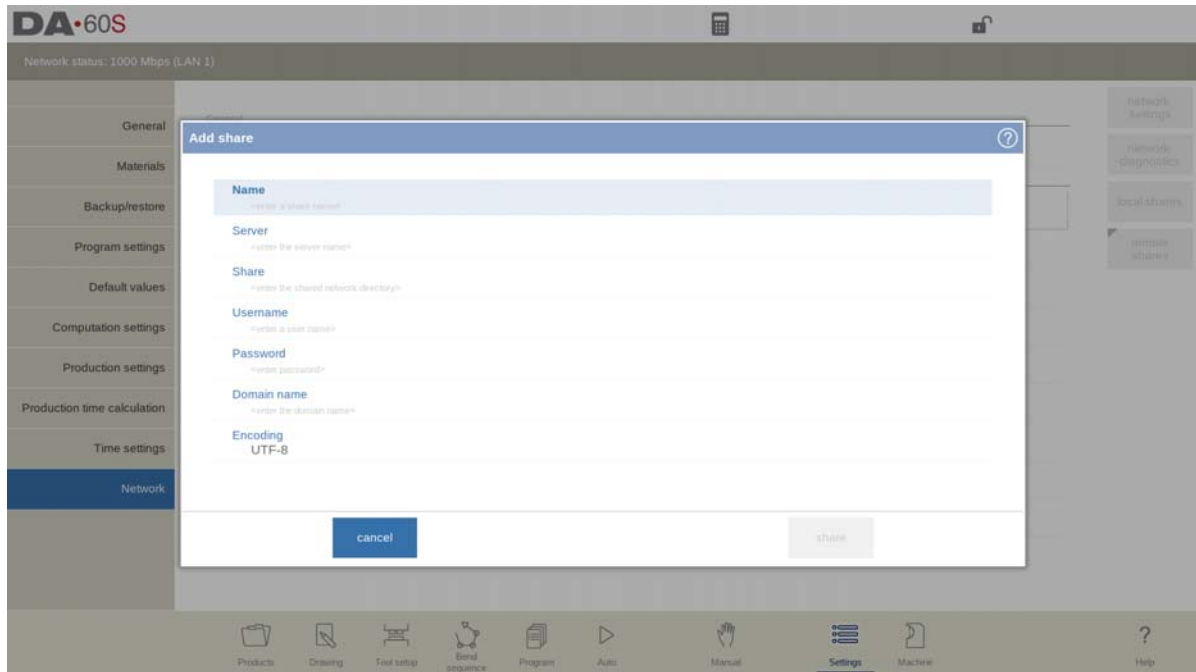 DA•60S
Network status: 1000 Mbps (LAN 1)
General
Materials
Backup/restore
Program settings
Default values
Computation settings
Production settings
Production time calculation
Time settings
Network
General
Add share
?
Name
<enter a share name>
Server
<enter the server name>
Share
<enter the shared network directory>
Username
<enter a user name>
Password
<enter password>
Domain name
<enter the domain name>
Encoding
UTF-8
cancel
share
network
settings
network
-diagnostics
local shares
remote
shares
Products
Drawing
Tool setup
Bend
sequence
Program
Auto
Manual
Settings
Machine
?
Help